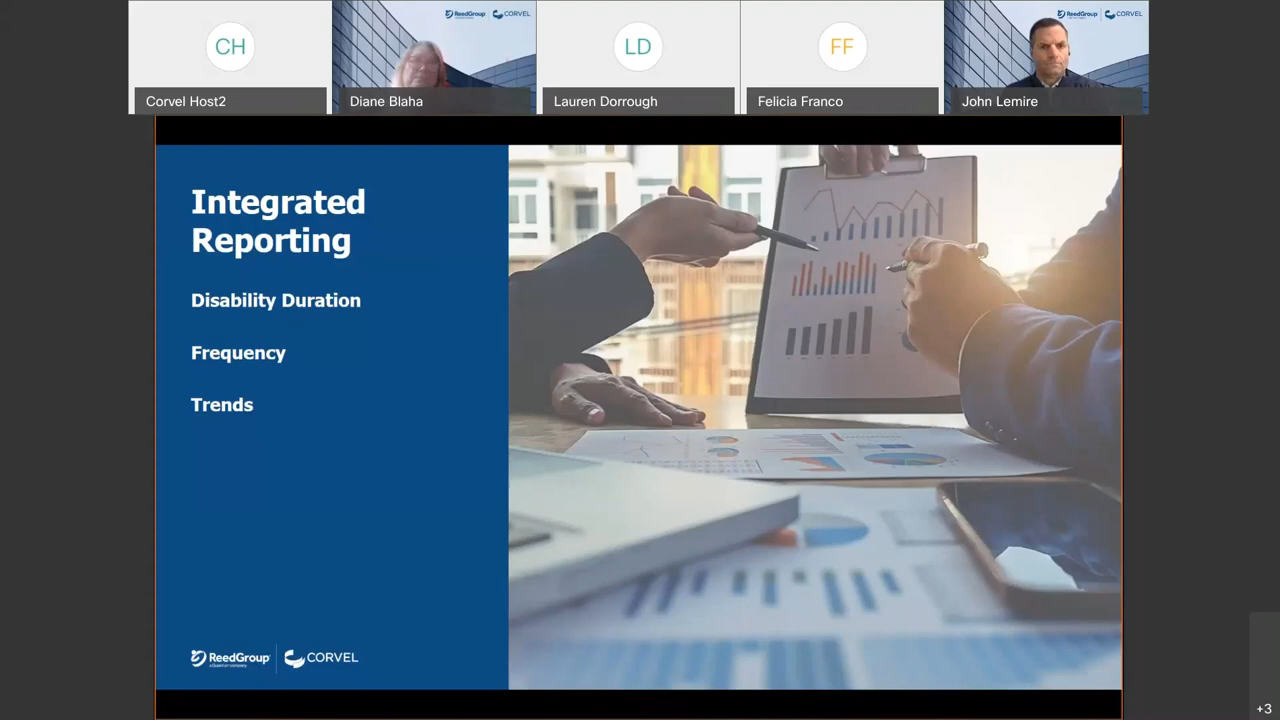 CH
LD
FF
ReedGroup CORVEL
ReedGroup CORVEL
Corvel Host2
Diane Blaha
Lauren Dorrough
Felicia Franco
John Lemire
Integrated
Reporting
Disability Duration
Frequency
Trends
ReedGroup CORVEL
+3